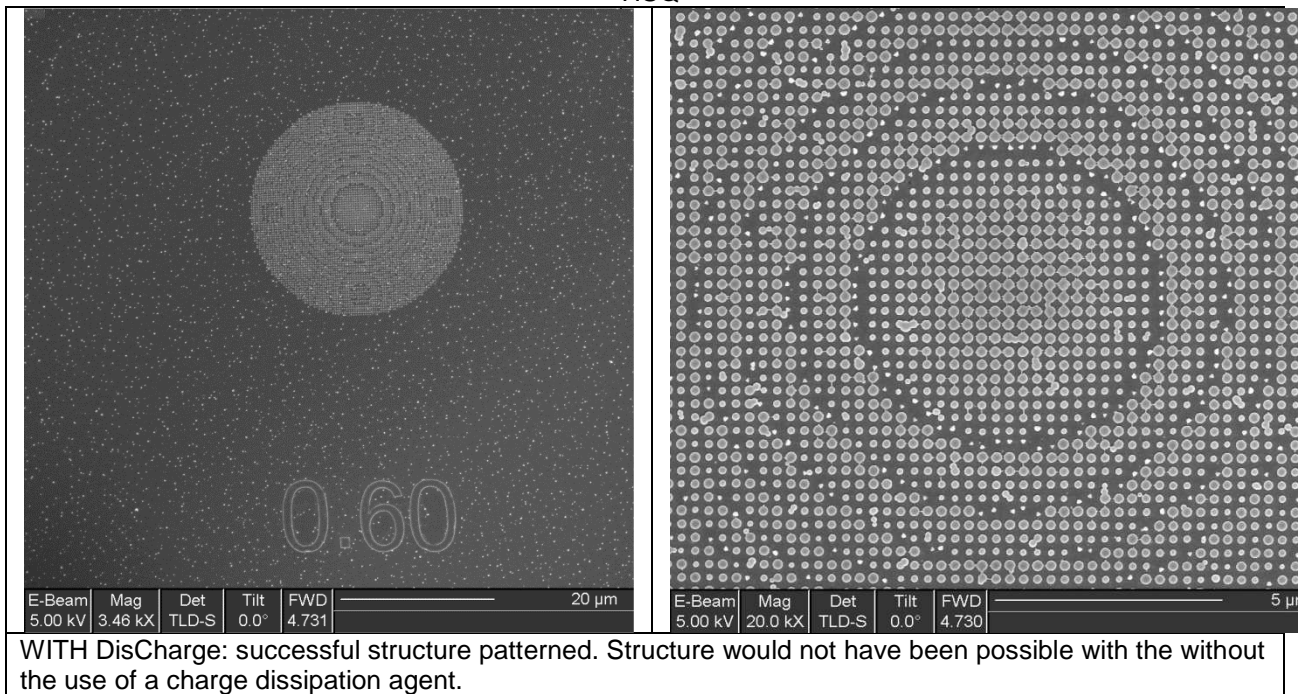 0.60
E-Beam Mag Det Tilt FWD 20 µm
5.00 kV 3.46 kX TLD-S 0.0° 4.731
E-Beam Mag Det Tilt FWD 5 µm
5.00 kV 20.0 kX TLD-S 0.0° 4.730
WITH DisCharge: successful structure patterned. Structure would not have been possible with the without
the use of a charge dissipation agent.